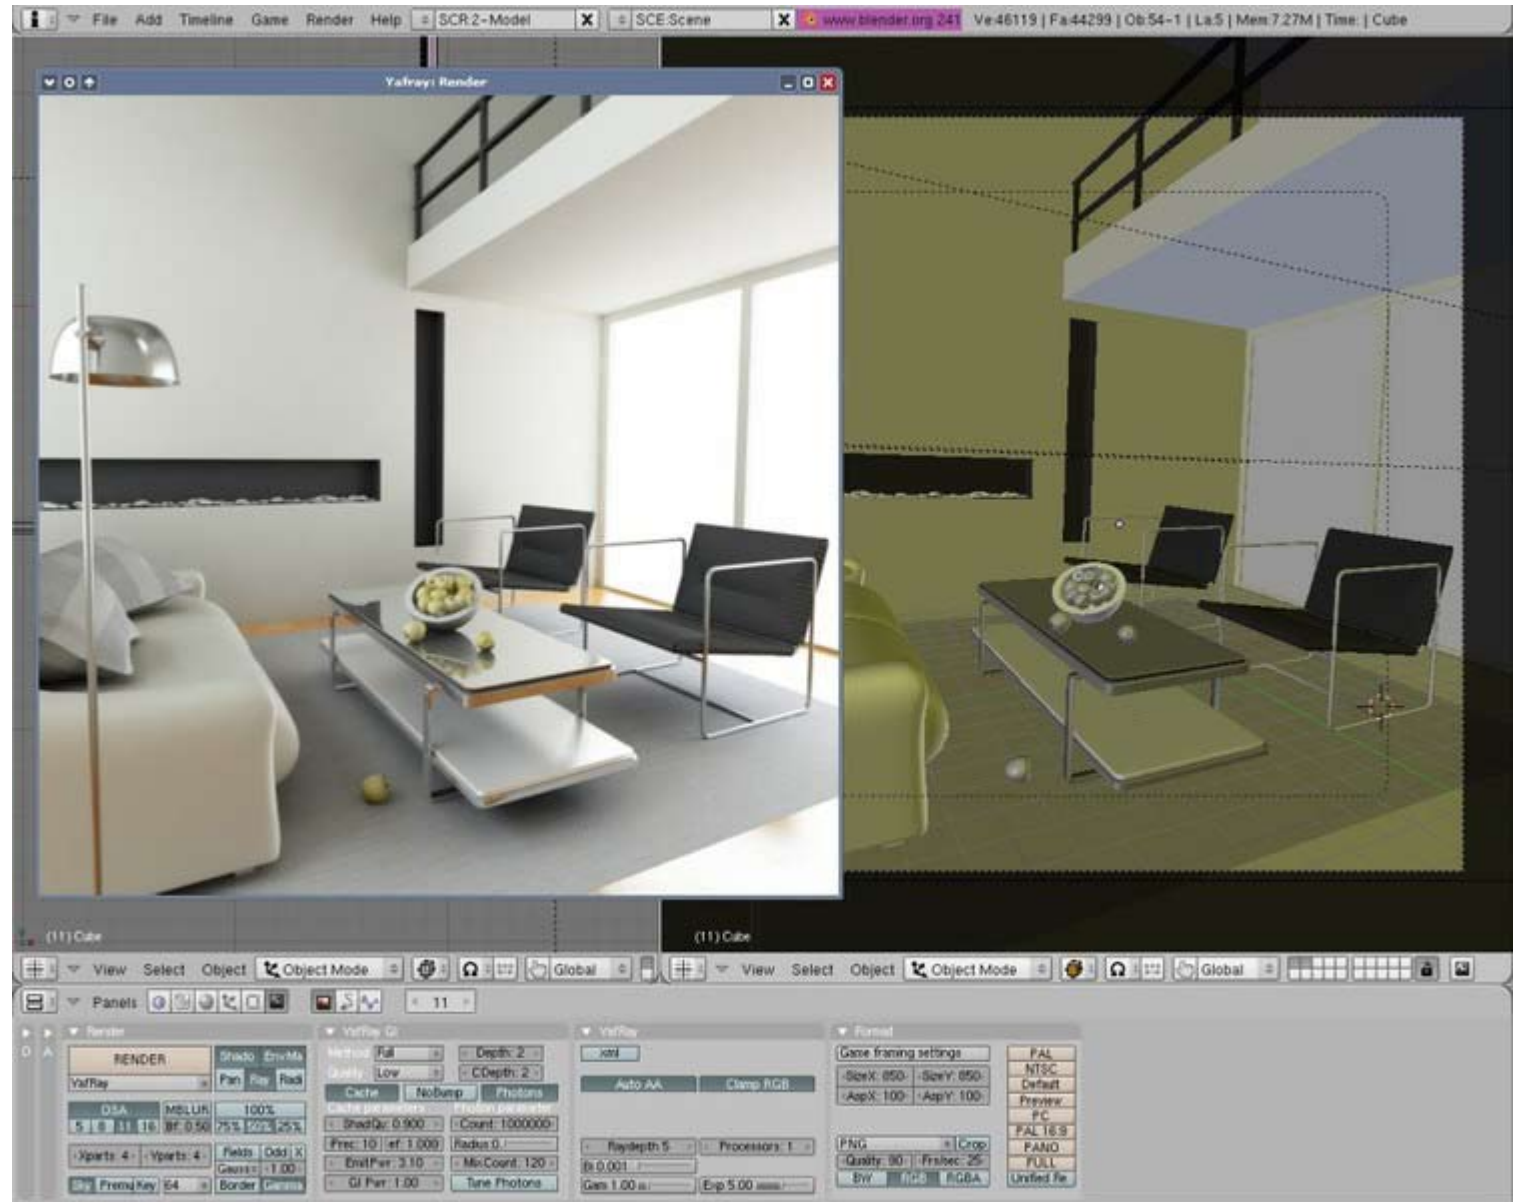 File Add Timeline Game Render Help SCR:2-Model X SCE:Scene X www.blender.org 241 Ve:46119 | Fa:44299 | Ob:54-1 | La:5 | Mem:7.27M | Time: | Cube
Yafray: Render
(11) Cube
(11) Cube
View Select Object Object Mode Global
View Select Object Object Mode Global
Panels 11
Render
RENDER
YafRay
Pan Ray Radi
OSA MBLUR 100%
5 8 11 16 Bf: 0.50 75% 50% 25%
Xparts: 4 Yparts: 4 Fields Odd X
Gauss 1.00
Sky Premu Key 64 Border
YafRay GI
Method Full Depth: 2
Quality Low CDepth: 2
Cache NoBump Photons
Cache parameters
ShadQu: 0.900 Count: 1000000
Prec: 10 ef: 1.000 Radius:0.
EmitPwr: 3.10 MixCount: 120
GI Pwr: 1.00 Tune Photons
YafRay
xml
Auto AA Clamp RGB
Raydepth 5 Processors: 1
Bi 0.001
Gam 1.00 Exp 5.00
Format
Game framing settings
SizeX: 850 SizeY: 850
AspX: 100 AspY: 100
PNG Crop
Quality: 90 Frs/sec: 25
BW RGB RGBA
PAL
NTSC
Default
Preview
PC
PAL 16:9
PANO
FULL
Unified Re